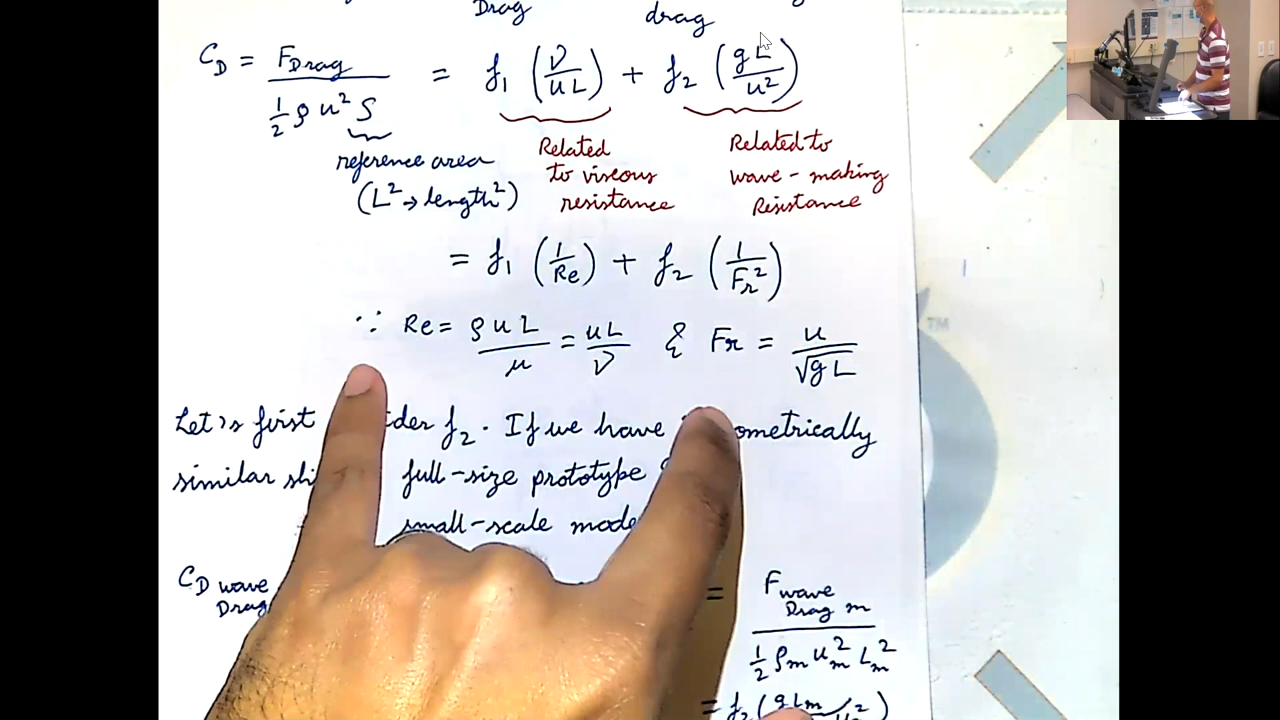 Drag drag
C_D = F_Drag / (½ ρ u² S) = f₁ (ν / uL) + f₂ (gL / u²)
reference area
(L² → length²)
Related
to viscous
resistance
Related to
wave - making
Resistance
= f₁ (1 / Re) + f₂ (1 / Fr²)
∵ Re = ρ u L / μ = uL / ν & Fr = u / √gL
Let's first f₂. If we have
similar full-size prototype
small-scale
C_D wave Drag = F_wave Drag m / (½ ρ_m u_m² L_m²)
= f₂ (g L_m
TM